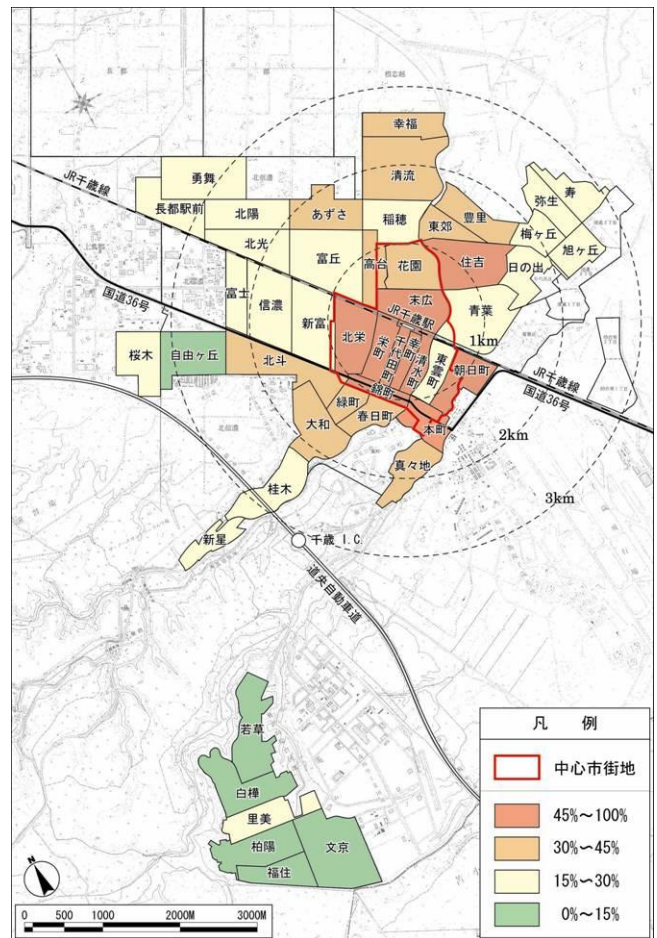 幸福
清流
勇舞
JR千歳線
長都駅前
北陽
あずさ
稲穂
東郊
豊里
弥生
寿
梅ヶ丘
旭ヶ丘
北光
富丘
高台
花園
住吉
日の出
国道36号
富士
信濃
新富
末広
青葉
JR千歳駅
北栄
栄町
千代田町
幸町
清水町
東雲町
朝日町
1km
JR千歳線
国道36号
桜木
自由ヶ丘
北斗
錦町
緑町
春日町
大和
本町
2km
真々地
桂木
3km
新星
千歳 I.C.
道央自動車道
若草
白樺
里美
柏陽
文京
福住
凡 例
中心市街地
45%～100%
30%～45%
15%～30%
0%～15%
N
0 500 1000 2000M 3000M